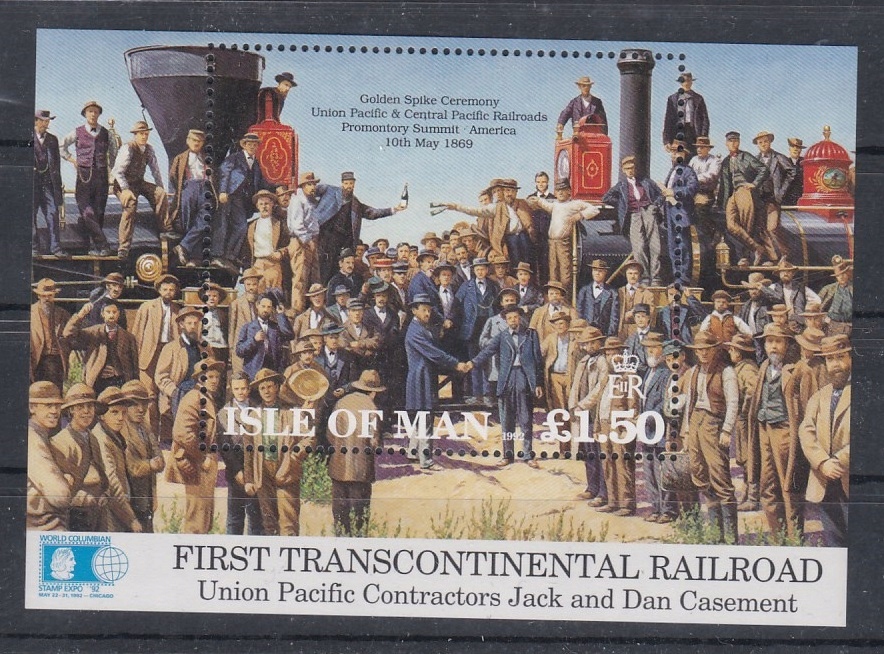 Golden Spike Ceremony
Union Pacific & Central Pacific Railroads
Promontory Summit · America
10th May 1869
EIIR
ISLE OF MAN 1992 £1.50
WORLD COLUMBIAN
STAMP EXPO '92
MAY 22-31, 1992 - CHICAGO
FIRST TRANSCONTINENTAL RAILROAD
Union Pacific Contractors Jack and Dan Casement